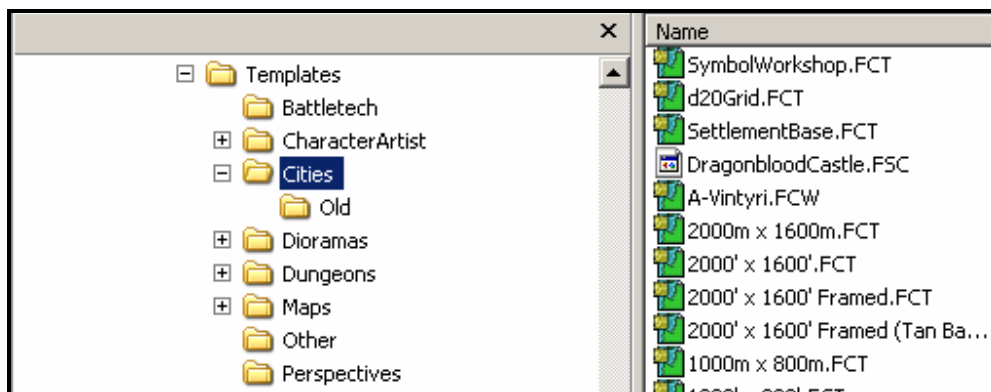 Templates
Battletech
CharacterArtist
Cities
Old
Dioramas
Dungeons
Maps
Other
Perspectives
Name
SymbolWorkshop.FCT
d20Grid.FCT
SettlementBase.FCT
DragonbloodCastle.FSC
A-Vintyri.FCW
2000m x 1600m.FCT
2000' x 1600'.FCT
2000' x 1600' Framed.FCT
2000' x 1600' Framed (Tan Ba...
1000m x 800m.FCT